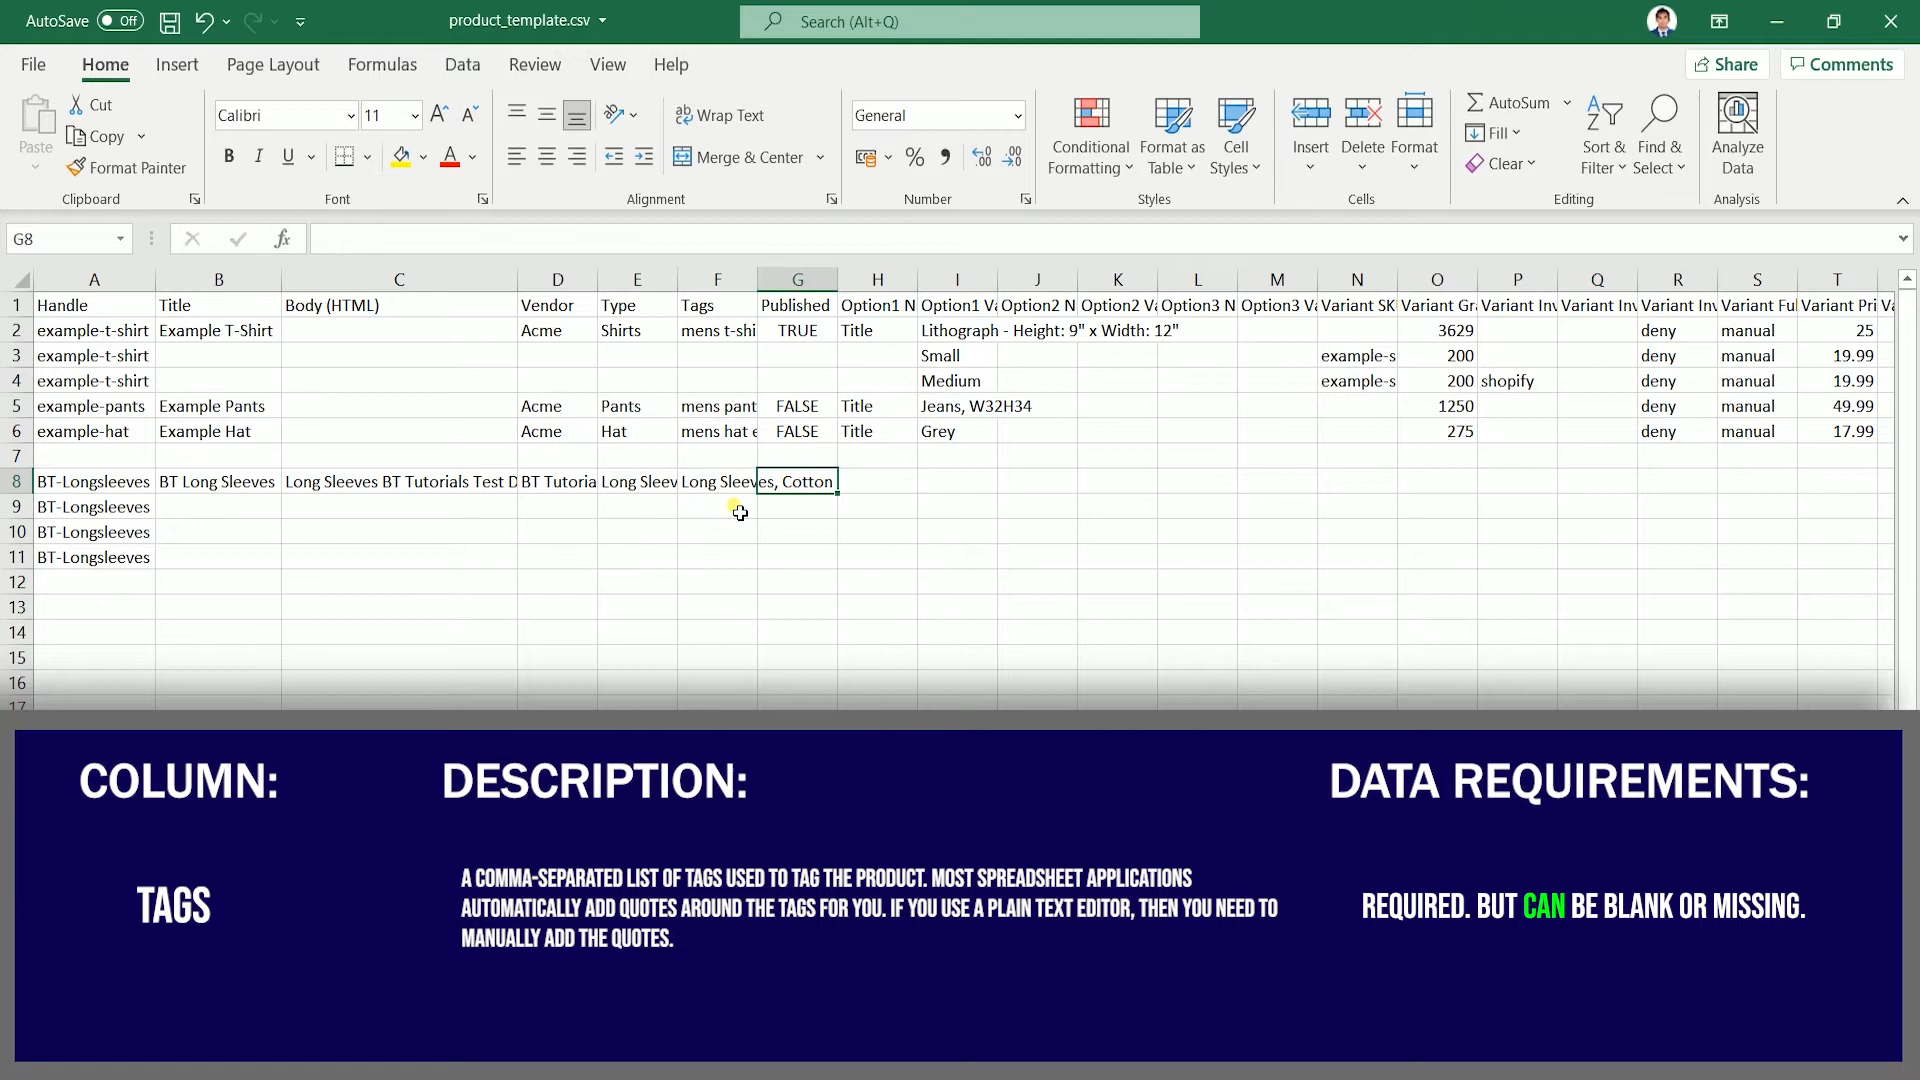 AutoSave Off product_template.csv Search (Alt+Q)
File Home Insert Page Layout Formulas Data Review View Help Share Comments
Paste Cut Copy Format Painter Clipboard
Calibri 11 B I U A A A Font
ab Wrap Text Merge & Center Alignment
General % Number
Conditional Formatting Format as Table Cell Styles Styles
Insert Delete Format Cells
AutoSum Fill Clear Sort & Filter Find & Select Editing
Analyze Data Analysis
G8 fx
A B C D E F G H I J K L M N O P Q R S T
1 Handle Title Body (HTML) Vendor Type Tags Published Option1 N Option1 Va Option2 N Option2 Va Option3 N Option3 Va Variant SK Variant Gra Variant Inv Variant Inv Variant Inv Variant Ful Variant Pri Va
2 example-t-shirt Example T-Shirt Acme Shirts mens t-shi TRUE Title Lithograph - Height: 9" x Width: 12" 3629 deny manual 25
3 example-t-shirt Small example-s 200 deny manual 19.99
4 example-t-shirt Medium example-s 200 shopify deny manual 19.99
5 example-pants Example Pants Acme Pants mens pant FALSE Title Jeans, W32H34 1250 deny manual 49.99
6 example-hat Example Hat Acme Hat mens hat e FALSE Title Grey 275 deny manual 17.99
7
8 BT-Longsleeves BT Long Sleeves Long Sleeves BT Tutorials Test D BT Tutoria Long Sleev Long Sleeves, Cotton
9 BT-Longsleeves
10 BT-Longsleeves
11 BT-Longsleeves
12
13
14
15
16
17
COLUMN: DESCRIPTION: DATA REQUIREMENTS:
TAGS
A COMMA-SEPARATED LIST OF TAGS USED TO TAG THE PRODUCT. MOST SPREADSHEET APPLICATIONS
AUTOMATICALLY ADD QUOTES AROUND THE TAGS FOR YOU. IF YOU USE A PLAIN TEXT EDITOR, THEN YOU NEED TO
MANUALLY ADD THE QUOTES.
REQUIRED. BUT CAN BE BLANK OR MISSING.